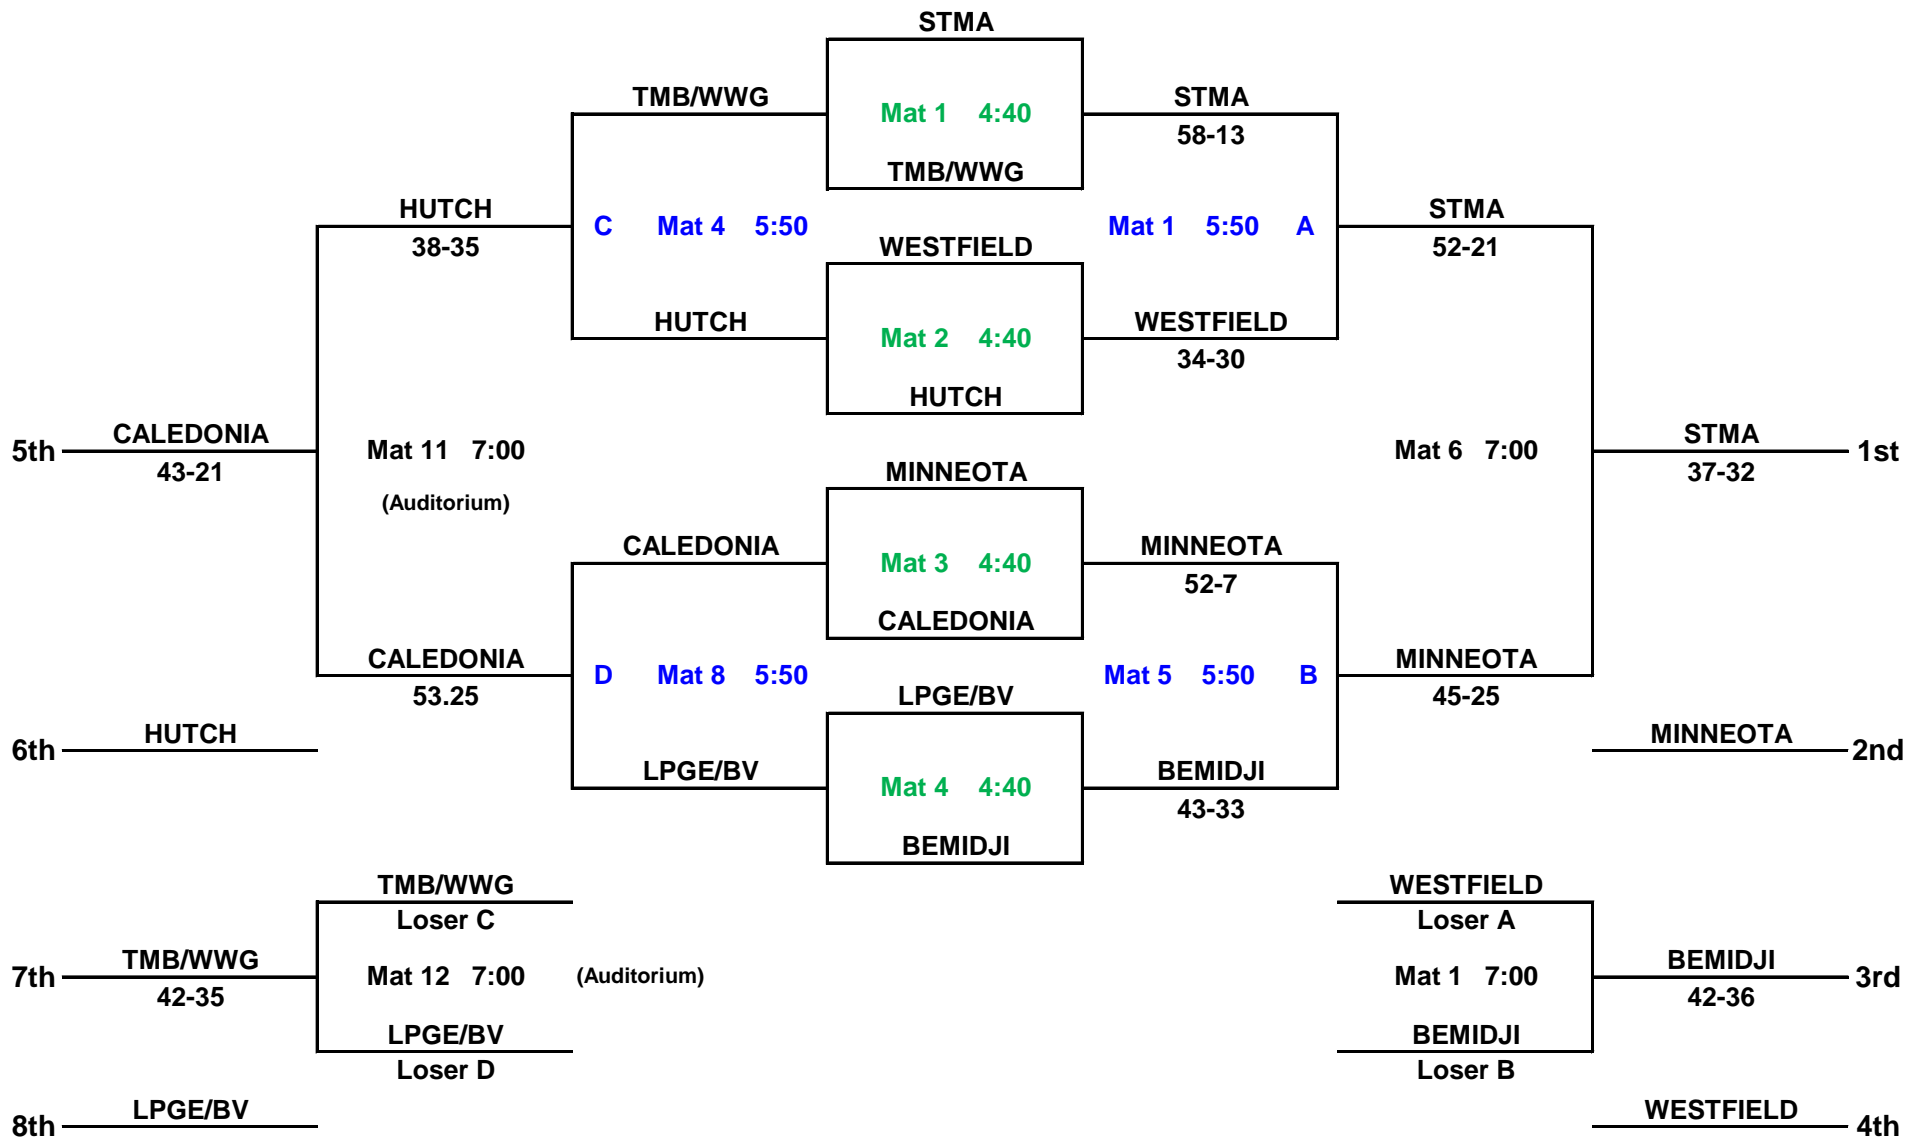 STMA
TMB/WWG
Mat 1 4:40
STMA
58-13
TMB/WWG
HUTCH
38-35
C Mat 4 5:50
WESTFIELD
Mat 1 5:50 A
STMA
52-21
HUTCH
Mat 2 4:40
WESTFIELD
34-30
HUTCH
5th
CALEDONIA
43-21
Mat 11 7:00
(Auditorium)
MINNEOTA
Mat 6 7:00
STMA
37-32
1st
CALEDONIA
Mat 3 4:40
MINNEOTA
52-7
CALEDONIA
CALEDONIA
53.25
D Mat 8 5:50
LPGE/BV
Mat 5 5:50 B
MINNEOTA
45-25
6th
HUTCH
MINNEOTA
2nd
LPGE/BV
Mat 4 4:40
BEMIDJI
43-33
BEMIDJI
TMB/WWG
Loser C
WESTFIELD
Loser A
7th
TMB/WWG
42-35
Mat 12 7:00 (Auditorium)
Mat 1 7:00
BEMIDJI
42-36
3rd
LPGE/BV
Loser D
BEMIDJI
Loser B
8th
LPGE/BV
WESTFIELD
4th